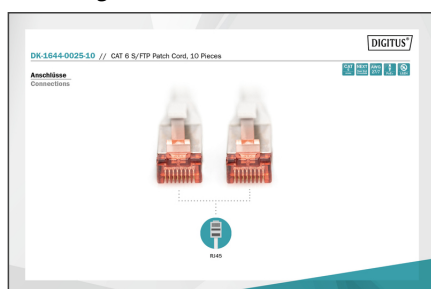 DIGITUS®
DK-1644-0025-10 // CAT 6 S/FTP Patch Cord, 10 Pieces
Anschlüsse
Connections
RJ45